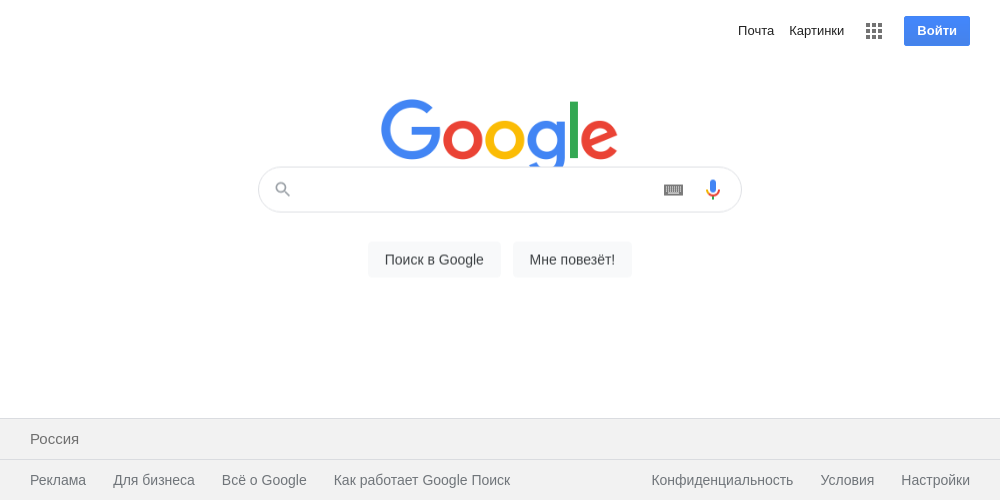 Почта Картинки Войти
Google
Поиск в Google Мне повезёт!
Россия
Реклама Для бизнеса Всё о Google Как работает Google Поиск Конфиденциальность Условия Настройки